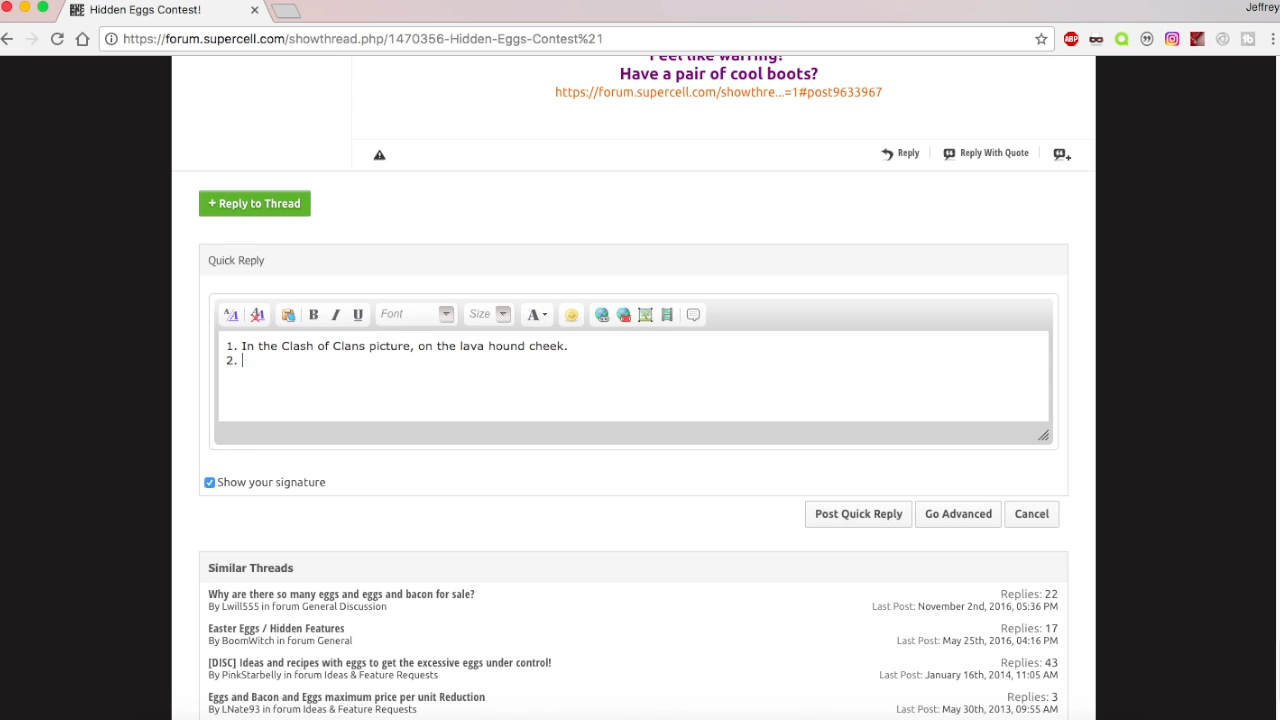 Hidden Eggs Contest!
Jeffrey
https://forum.supercell.com/showthread.php/1470356-Hidden-Eggs-Contest%21
ABP
Feel like warring?
Have a pair of cool boots?
https://forum.supercell.com/showthre...=1#post9633967
Reply
Reply With Quote
+ Reply to Thread
Quick Reply
B I U Font Size A
1. In the Clash of Clans picture, on the lava hound cheek.
2.
Show your signature
Post Quick Reply
Go Advanced
Cancel
Similar Threads
Why are there so many eggs and eggs and bacon for sale?
Replies: 22
By Lwill555 in forum General Discussion
Last Post: November 2nd, 2016, 05:36 PM
Easter Eggs / Hidden Features
Replies: 17
By BoomWitch in forum General
Last Post: May 25th, 2016, 04:16 PM
[DISC] Ideas and recipes with eggs to get the excessive eggs under control!
Replies: 43
By PinkStarbelly in forum Ideas & Feature Requests
Last Post: January 16th, 2014, 11:05 AM
Eggs and Bacon and Eggs maximum price per unit Reduction
Replies: 3
By LNate93 in forum Ideas & Feature Requests
Last Post: May 30th, 2013, 09:55 AM